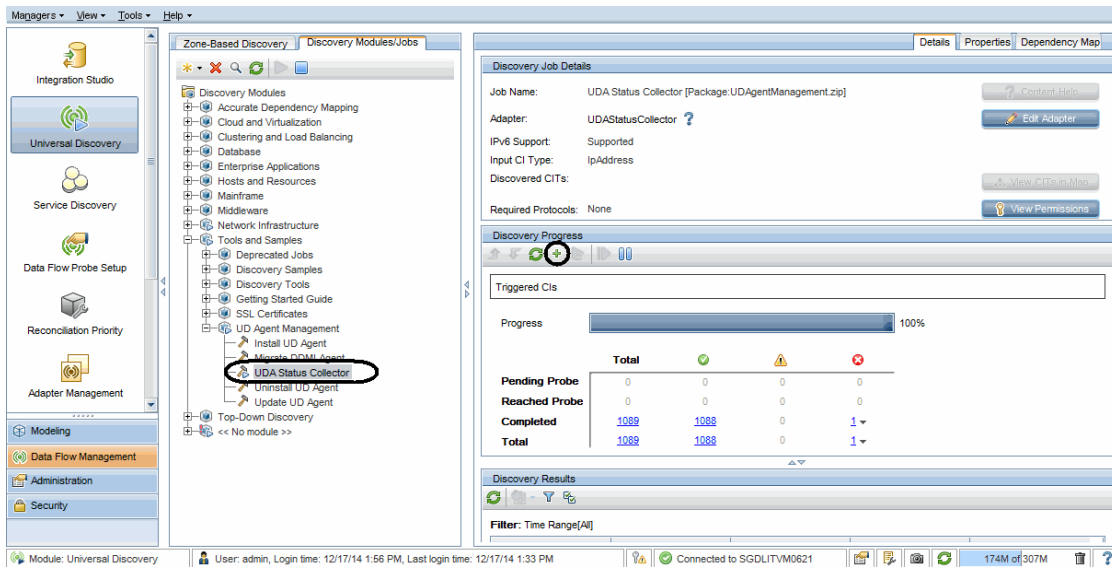 Managers View Tools Help
Integration Studio
Universal Discovery
Service Discovery
Data Flow Probe Setup
Reconciliation Priority
Adapter Management
Modeling
Data Flow Management
Administration
Security
Zone-Based Discovery Discovery Modules/Jobs
Discovery Modules
Accurate Dependency Mapping
Cloud and Virtualization
Clustering and Load Balancing
Database
Enterprise Applications
Hosts and Resources
Mainframe
Middleware
Network Infrastructure
Tools and Samples
Deprecated Jobs
Discovery Samples
Discovery Tools
Getting Started Guide
SSL Certificates
UD Agent Management
Install UD Agent
Migrate DDMI Agent
UDA Status Collector
Uninstall UD Agent
Update UD Agent
Top-Down Discovery
<< No module >>
Details Properties Dependency Map
Discovery Job Details
Job Name: UDA Status Collector [Package:UDAgentManagement.zip]
? Content Help
Adapter: UDAStatusCollector ?
Edit Adapter
IPv6 Support: Supported
Input CI Type: IpAddress
Discovered CITs:
View CITs in Map
Required Protocols: None
View Permissions
Discovery Progress
Triggered CIs
Progress 100%
Total
Pending Probe 0 0 0 0
Reached Probe 0 0 0 0
Completed 1089 1088 0 1
Total 1089 1088 0 1
Discovery Results
Filter: Time Range[All]
Module: Universal Discovery User: admin, Login time: 12/17/14 1:56 PM, Last login time: 12/17/14 1:33 PM Connected to SGDLITVM0621 174M of 307M ?